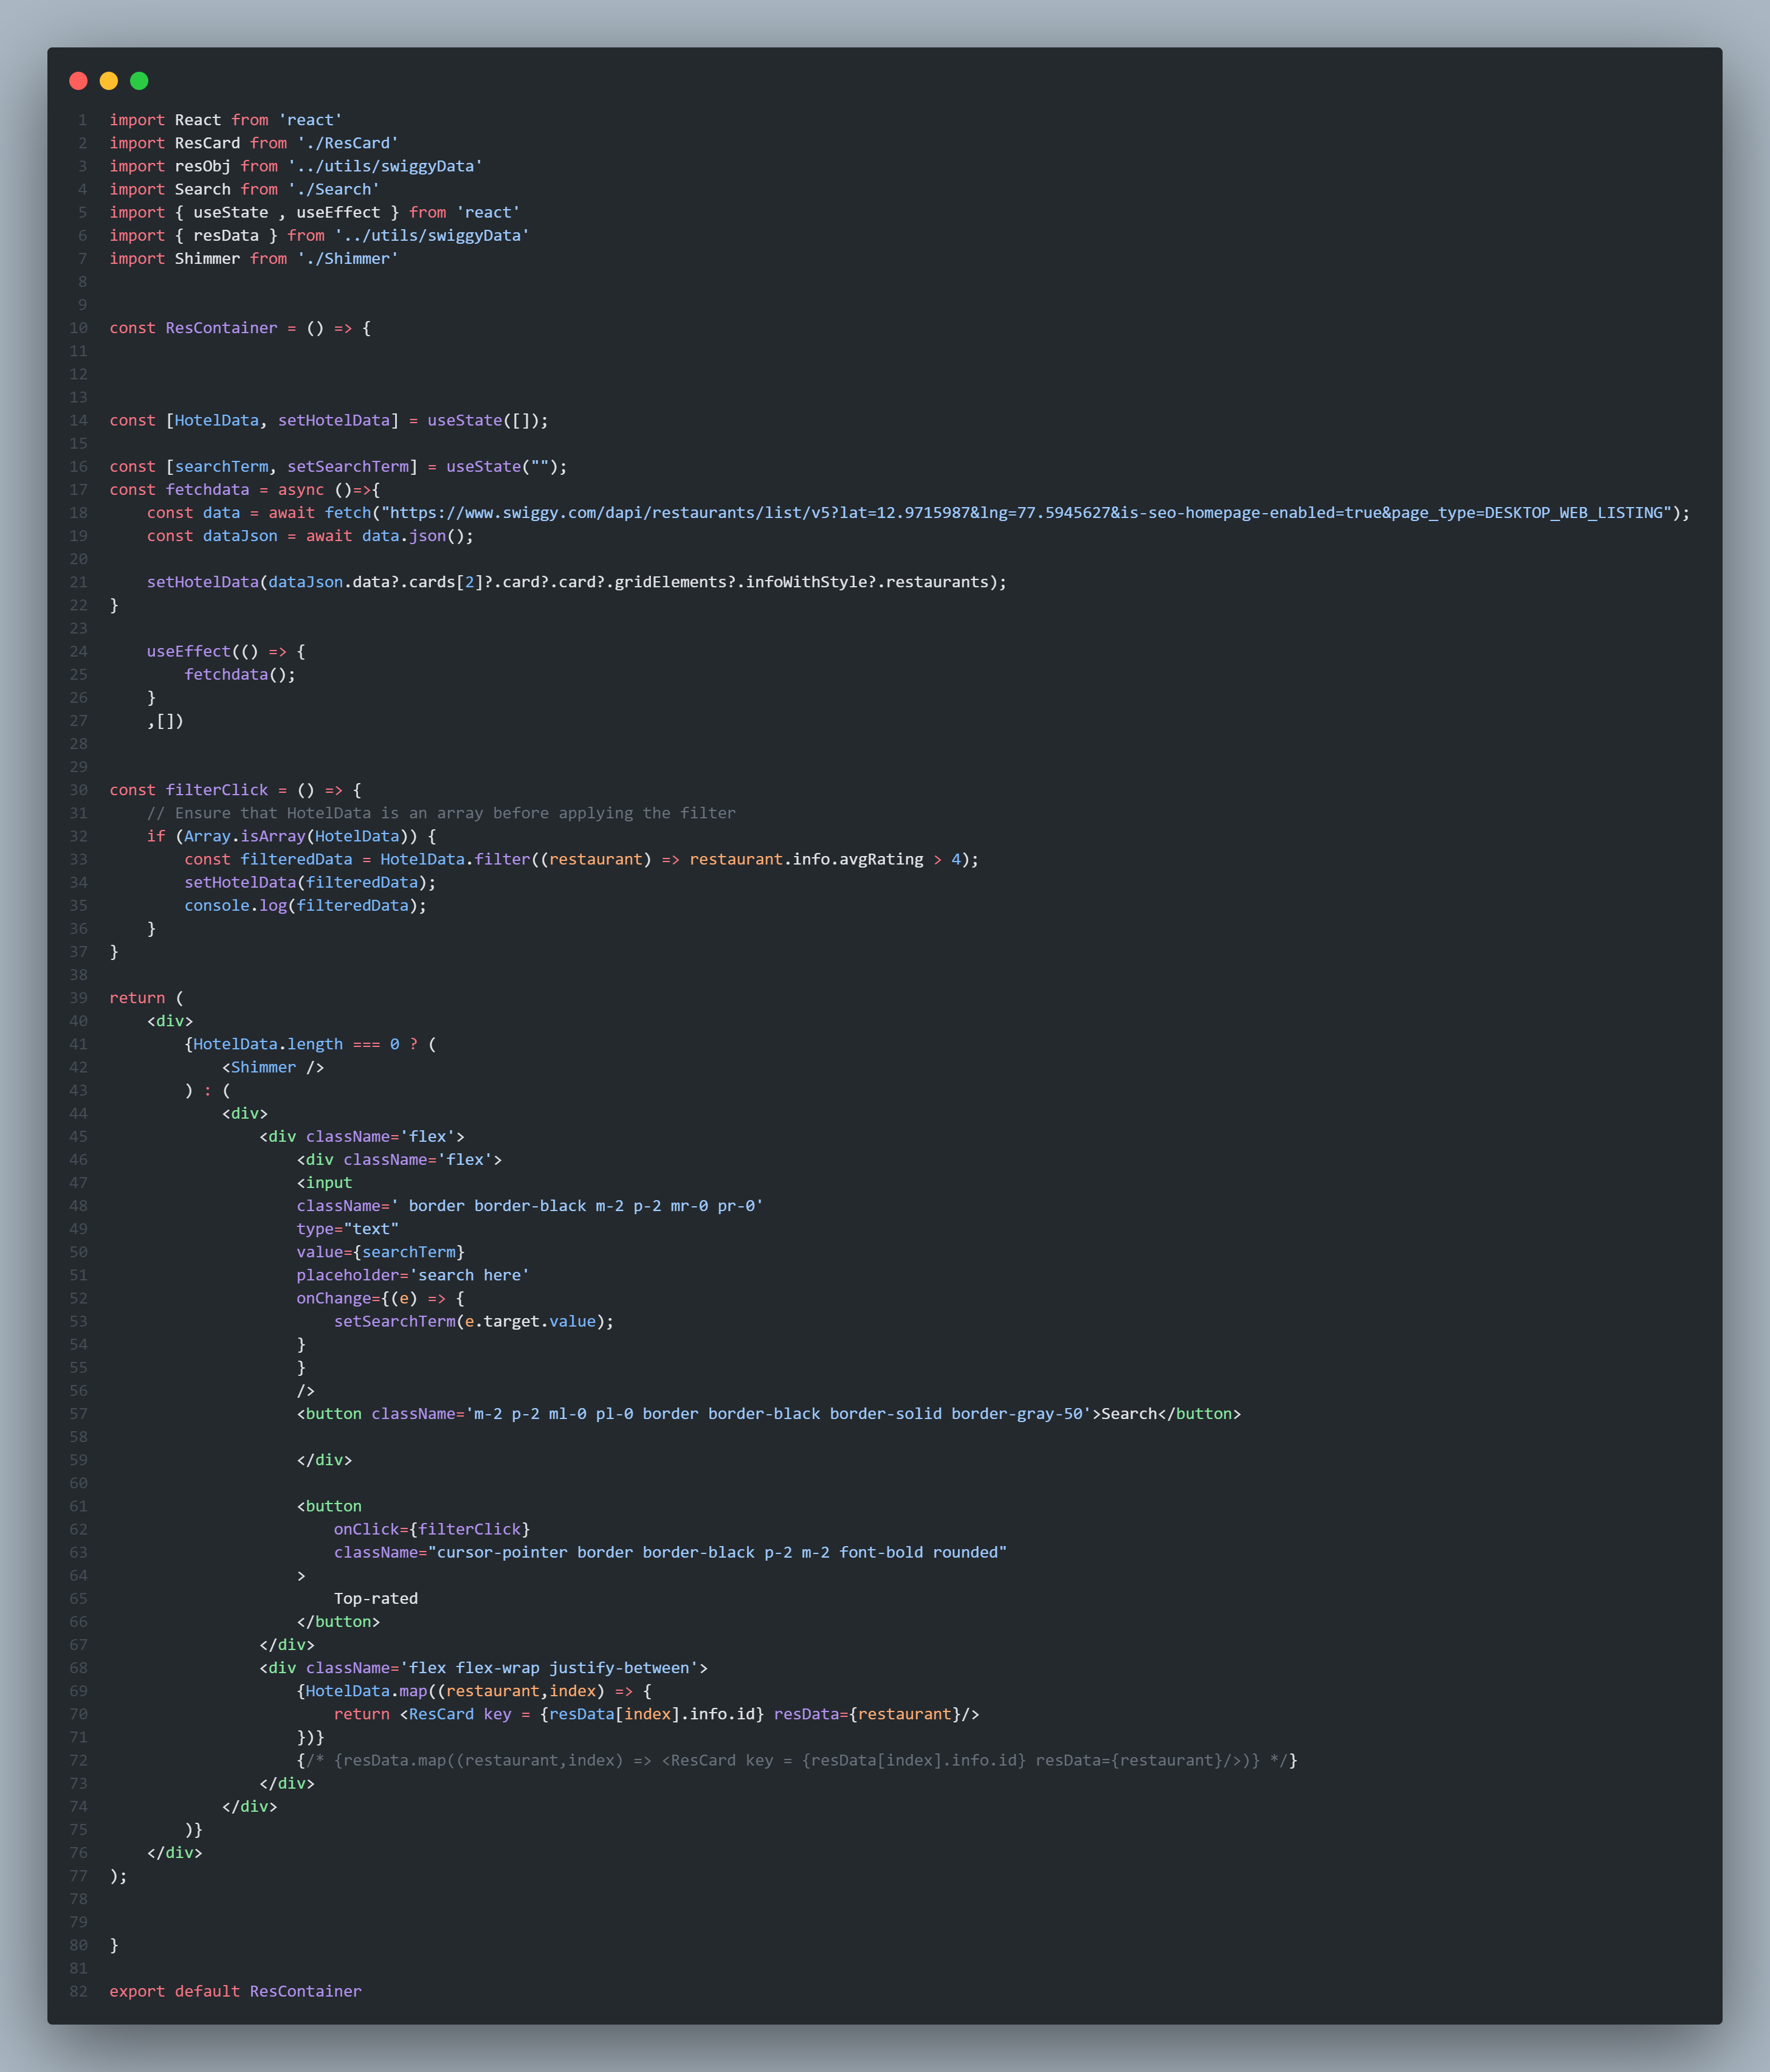 1 import React from 'react'
2 import ResCard from './ResCard'
3 import resObj from '../utils/swiggyData'
4 import Search from './Search'
5 import { useState , useEffect } from 'react'
6 import { resData } from '../utils/swiggyData'
7 import Shimmer from './Shimmer'
8
9
10 const ResContainer = () => {
11
12
13
14 const [HotelData, setHotelData] = useState([]);
15
16 const [searchTerm, setSearchTerm] = useState("");
17 const fetchdata = async ()=>{
18     const data = await fetch("https://www.swiggy.com/dapi/restaurants/list/v5?lat=12.9715987&lng=77.5945627&is-seo-homepage-enabled=true&page_type=DESKTOP_WEB_LISTING");
19     const dataJson = await data.json();
20
21     setHotelData(dataJson.data?.cards[2]?.card?.card?.gridElements?.infoWithStyle?.restaurants);
22 }
23
24     useEffect(() => {
25         fetchdata();
26     }
27     ,[])
28
29
30 const filterClick = () => {
31     // Ensure that HotelData is an array before applying the filter
32     if (Array.isArray(HotelData)) {
33         const filteredData = HotelData.filter((restaurant) => restaurant.info.avgRating > 4);
34         setHotelData(filteredData);
35         console.log(filteredData);
36     }
37 }
38
39 return (
40     <div>
41         {HotelData.length === 0 ? (
42             <Shimmer />
43         ) : (
44             <div>
45                 <div className='flex'>
46                     <div className='flex'>
47                     <input
48                     className=' border border-black m-2 p-2 mr-0 pr-0'
49                     type="text"
50                     value={searchTerm}
51                     placeholder='search here'
52                     onChange={(e) => {
53                         setSearchTerm(e.target.value);
54                     }
55                     }
56                     />
57                     <button className='m-2 p-2 ml-0 pl-0 border border-black border-solid border-gray-50'>Search</button>
58
59                     </div>
60
61                     <button
62                         onClick={filterClick}
63                         className="cursor-pointer border border-black p-2 m-2 font-bold rounded"
64                     >
65                         Top-rated
66                     </button>
67                 </div>
68                 <div className='flex flex-wrap justify-between'>
69                     {HotelData.map((restaurant,index) => {
70                         return <ResCard key = {resData[index].info.id} resData={restaurant}/>
71                     })}
72                     {/* {resData.map((restaurant,index) => <ResCard key = {resData[index].info.id} resData={restaurant}/>)} */}
73                 </div>
74             </div>
75         )}
76     </div>
77 );
78
79
80 }
81
82 export default ResContainer